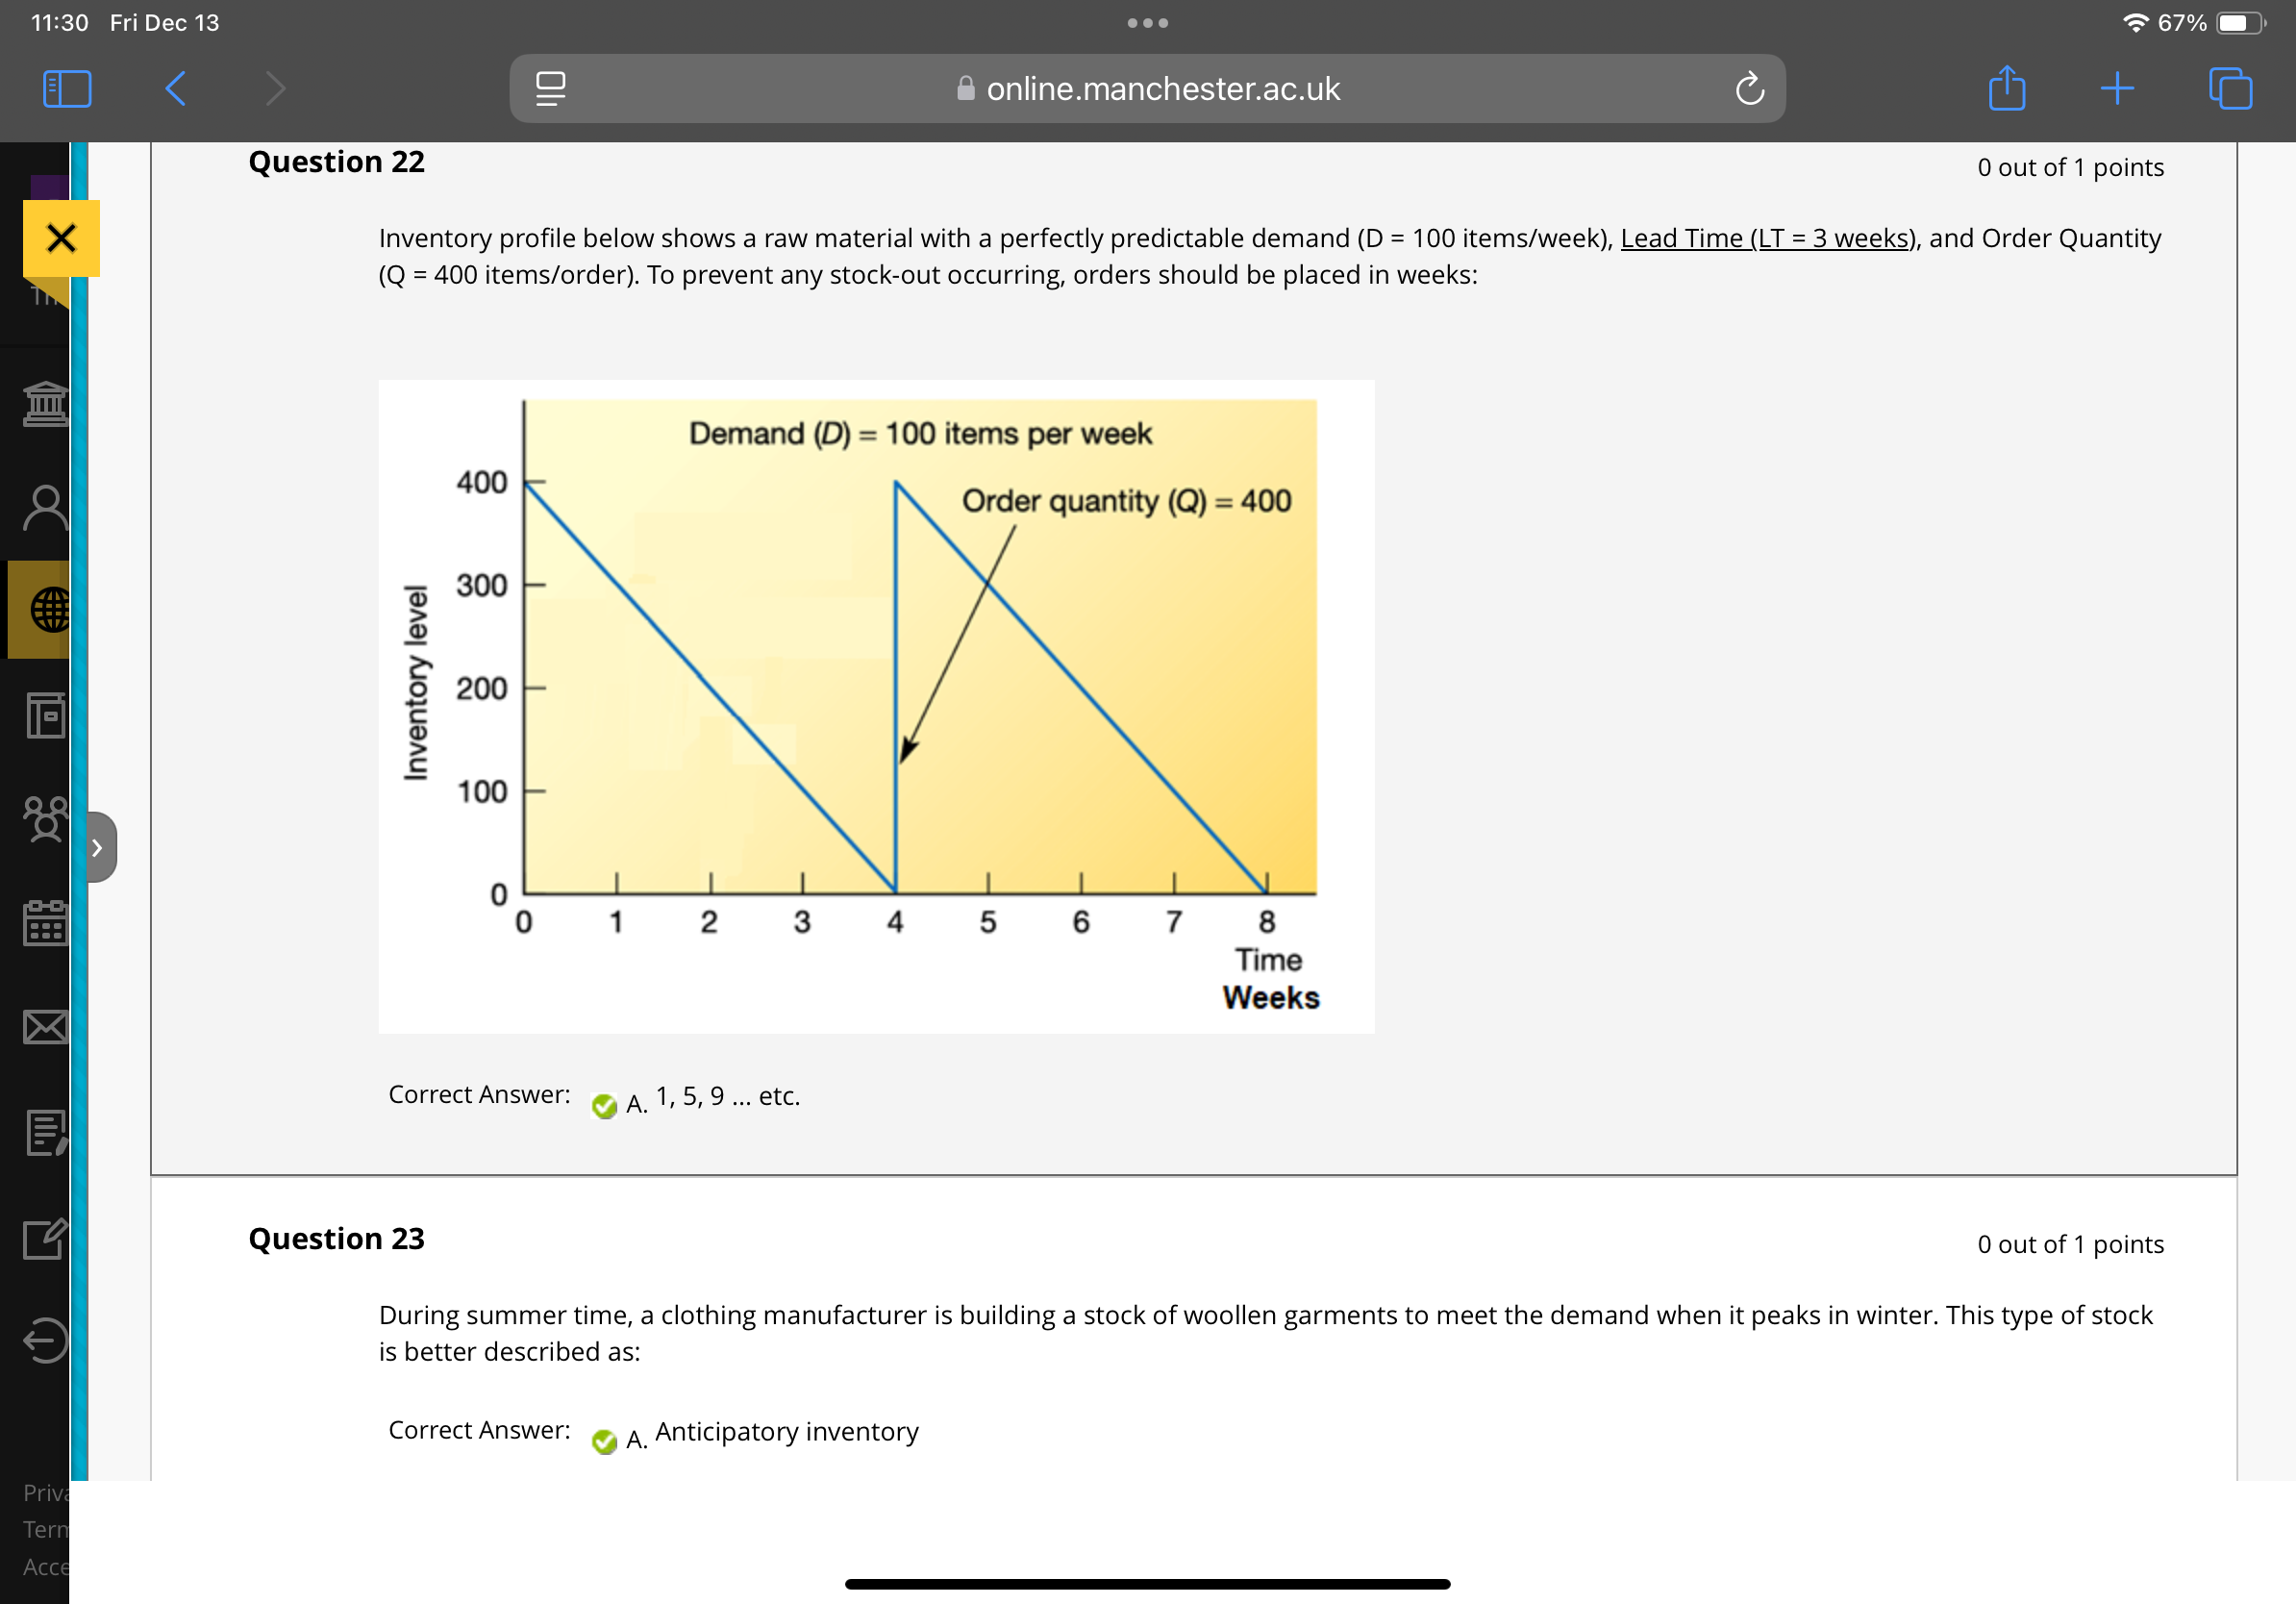 11:30 Fri Dec 13
67%
online.manchester.ac.uk
Question 22
0 out of 1 points
Inventory profile below shows a raw material with a perfectly predictable demand (D = 100 items/week), Lead Time (LT = 3 weeks), and Order Quantity
(Q = 400 items/order). To prevent any stock-out occurring, orders should be placed in weeks:
Demand (D) = 100 items per week
Order quantity (Q) = 400
400
300
200
100
0
Inventory level
0 1 2 3 4 5 6 7 8
Time
Weeks
Correct Answer: A. 1, 5, 9 ... etc.
Question 23
0 out of 1 points
During summer time, a clothing manufacturer is building a stock of woollen garments to meet the demand when it peaks in winter. This type of stock
is better described as:
Correct Answer: A. Anticipatory inventory
Priva
Term
Acce